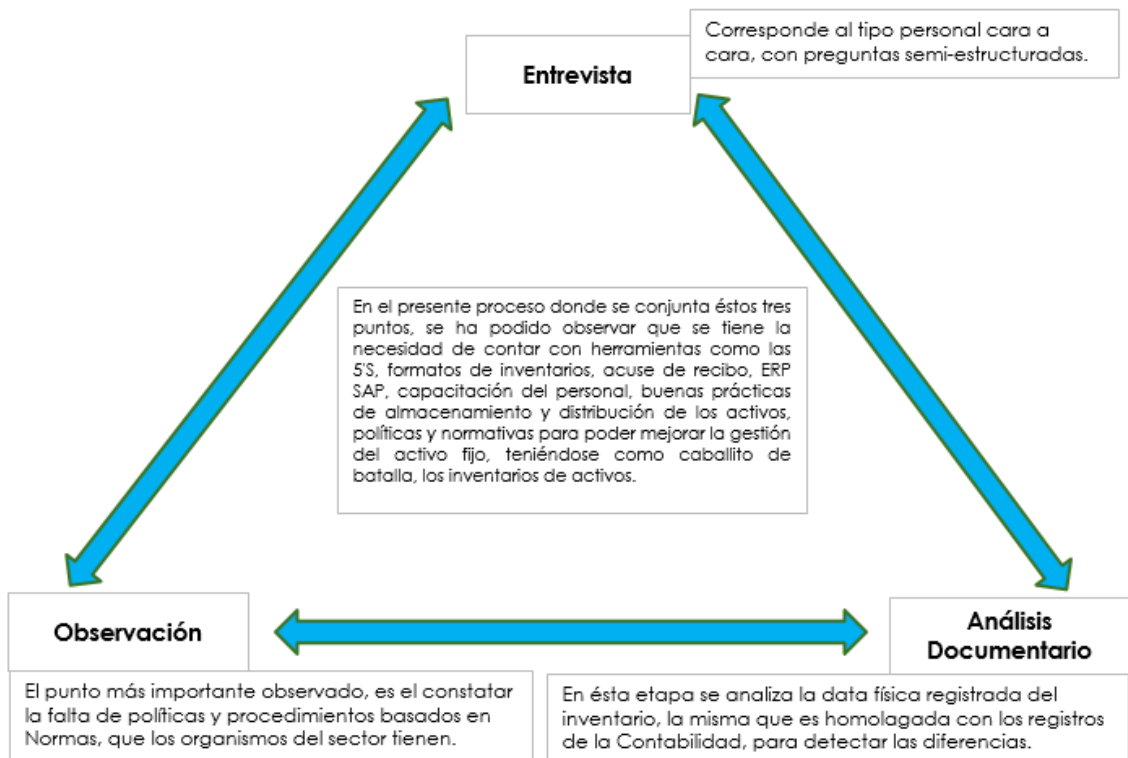 Entrevista
Corresponde al tipo personal cara a
cara, con preguntas semi-estructuradas.
En el presente proceso donde se conjunta éstos tres
puntos, se ha podido observar que se tiene la
necesidad de contar con herramientas como las
5'S, formatos de inventarios, acuse de recibo, ERP
SAP, capacitación del personal, buenas prácticas
de almacenamiento y distribución de los activos,
políticas y normativas para poder mejorar la gestión
del activo fijo, teniéndose como caballito de
batalla, los inventarios de activos.
Observación
El punto más importante observado, es el constatar
la falta de políticas y procedimientos basados en
Normas, que los organismos del sector tienen.
Análisis
Documentario
En ésta etapa se analiza la data física registrada del
inventario, la misma que es homologada con los registros
de la Contabilidad, para detectar las diferencias.